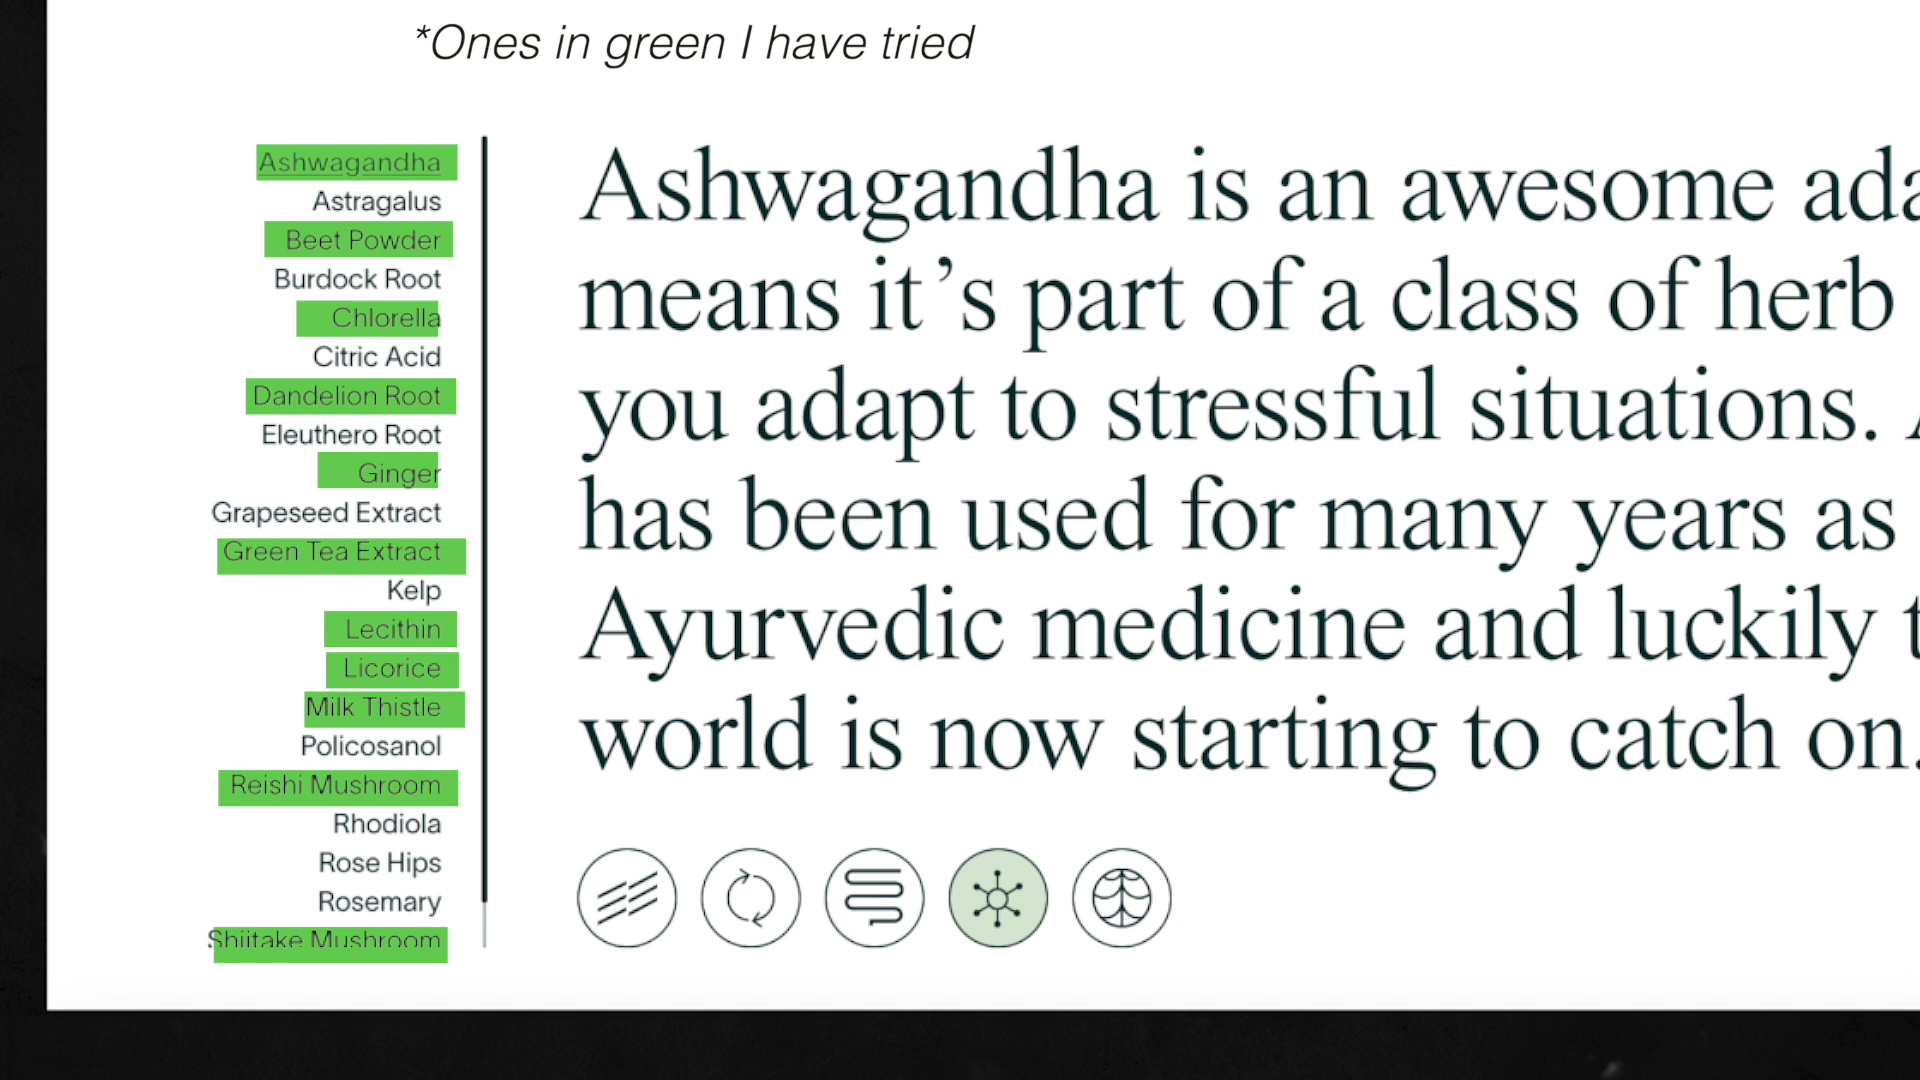 *Ones in green I have tried
Ashwagandha
Astragalus
Beet Powder
Burdock Root
Chlorella
Citric Acid
Dandelion Root
Eleuthero Root
Ginger
Grapeseed Extract
Green Tea Extract
Kelp
Lecithin
Licorice
Milk Thistle
Policosanol
Reishi Mushroom
Rhodiola
Rose Hips
Rosemary
Shiitake Mushroom
Ashwagandha is an awesome ada
means it’s part of a class of herb
you adapt to stressful situations. A
has been used for many years as
Ayurvedic medicine and luckily t
world is now starting to catch on.